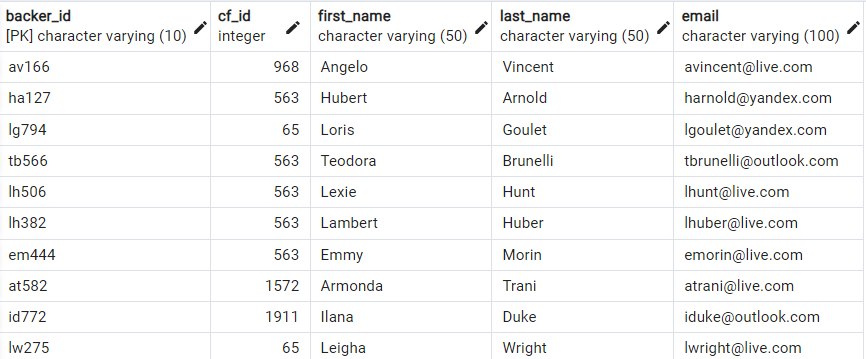 backer_id cf_id first_name last_name email
[PK] character varying (10) integer character varying (50) character varying (50) character varying (100)
av166 968 Angelo Vincent avincent@live.com
ha127 563 Hubert Arnold harnold@yandex.com
lg794 65 Loris Goulet lgoulet@yandex.com
tb566 563 Teodora Brunelli tbrunelli@outlook.com
lh506 563 Lexie Hunt lhunt@live.com
lh382 563 Lambert Huber lhuber@live.com
em444 563 Emmy Morin emorin@live.com
at582 1572 Armonda Trani atrani@live.com
id772 1911 Ilana Duke iduke@outlook.com
lw275 65 Leigha Wright lwright@live.com